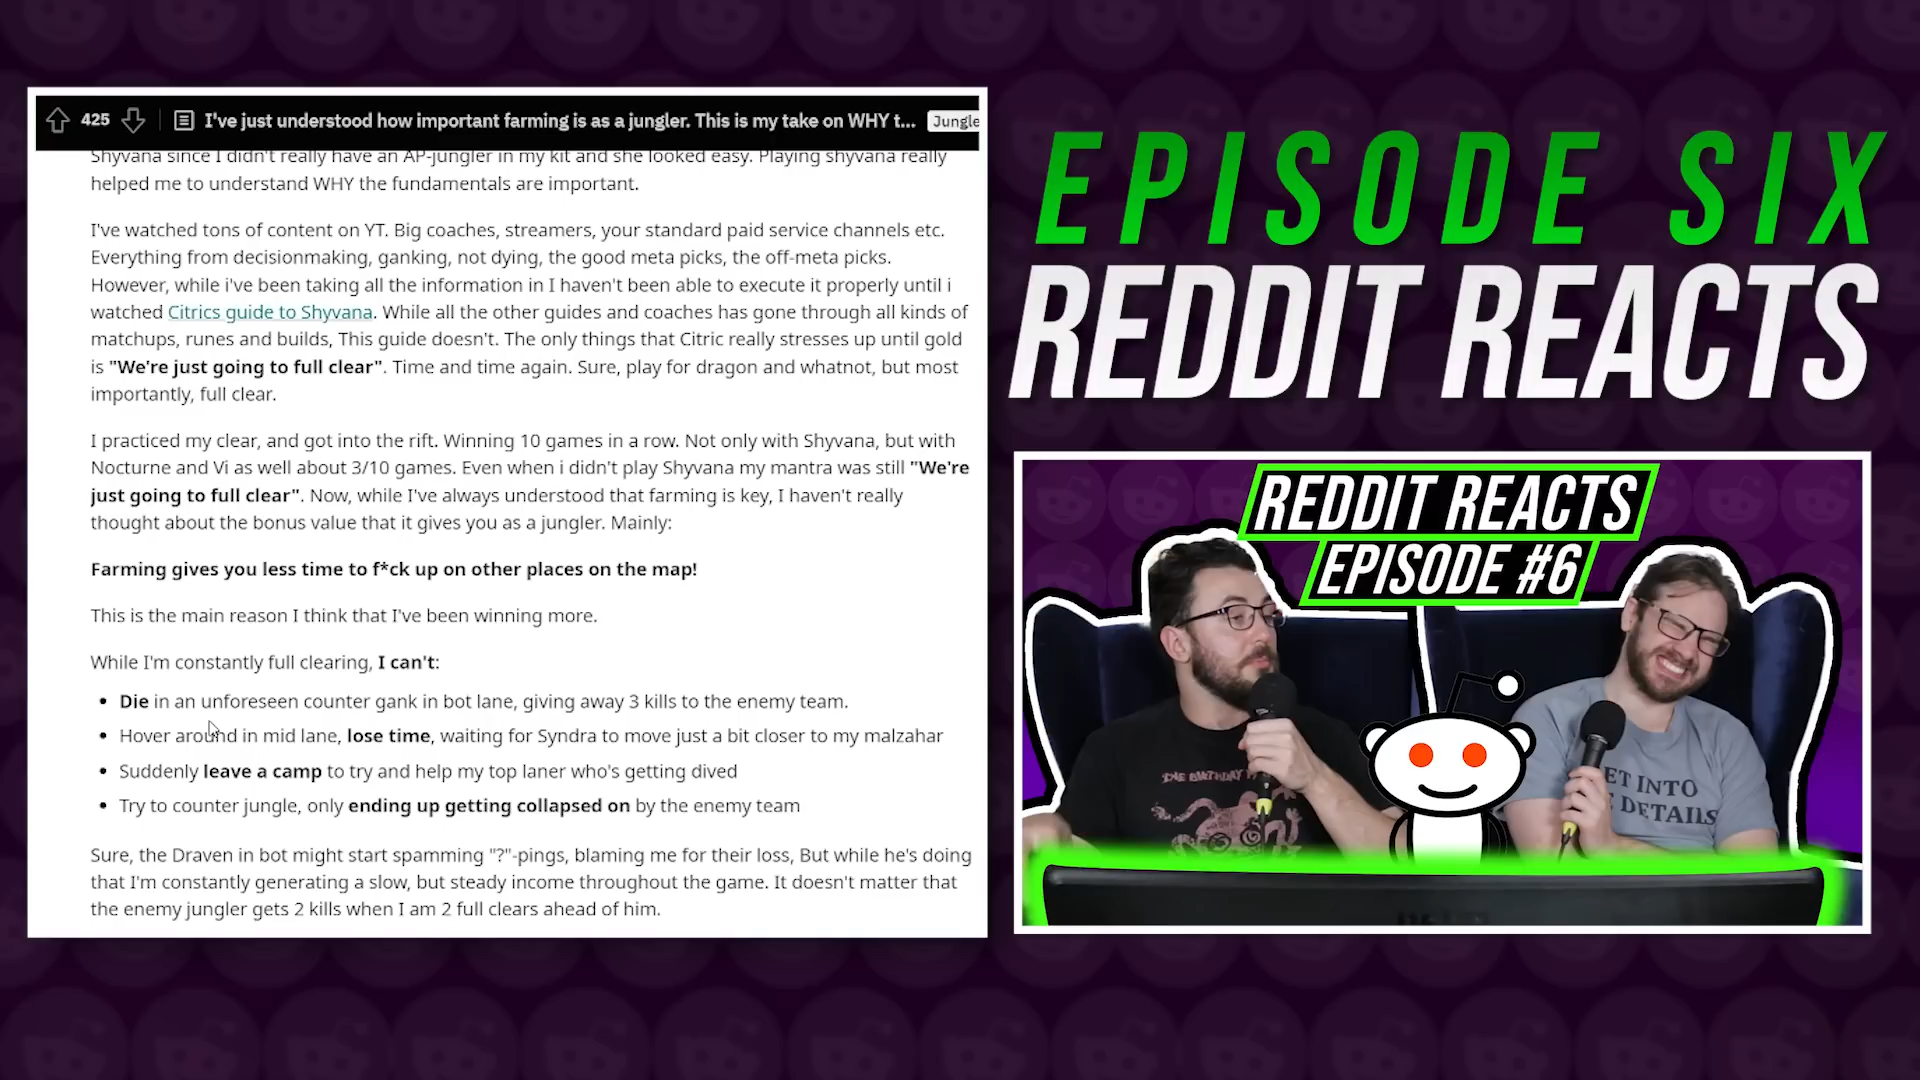 425
I've just understood how important farming is as a jungler. This is my take on WHY t...
Jungle
Shyvana since I didn't really have an AP-jungler in my kit and she looked easy. Playing shyvana really
helped me to understand WHY the fundamentals are important.
I've watched tons of content on YT. Big coaches, streamers, your standard paid service channels etc.
Everything from decisionmaking, ganking, not dying, the good meta picks, the off-meta picks.
However, while i've been taking all the information in I haven't been able to execute it properly until i
watched Citrics guide to Shyvana. While all the other guides and coaches has gone through all kinds of
matchups, runes and builds, This guide doesn't. The only things that Citric really stresses up until gold
is "We're just going to full clear". Time and time again. Sure, play for dragon and whatnot, but most
importantly, full clear.
I practiced my clear, and got into the rift. Winning 10 games in a row. Not only with Shyvana, but with
Nocturne and Vi as well about 3/10 games. Even when i didn't play Shyvana my mantra was still "We're
just going to full clear". Now, while I've always understood that farming is key, I haven't really
thought about the bonus value that it gives you as a jungler. Mainly:
Farming gives you less time to f*ck up on other places on the map!
This is the main reason I think that I've been winning more.
While I'm constantly full clearing, I can't:
• Die in an unforeseen counter gank in bot lane, giving away 3 kills to the enemy team.
• Hover around in mid lane, lose time, waiting for Syndra to move just a bit closer to my malzahar
• Suddenly leave a camp to try and help my top laner who's getting dived
• Try to counter jungle, only ending up getting collapsed on by the enemy team
Sure, the Draven in bot might start spamming "?"-pings, blaming me for their loss, But while he's doing
that I'm constantly generating a slow, but steady income throughout the game. It doesn't matter that
the enemy jungler gets 2 kills when I am 2 full clears ahead of him.
EPISODE SIX
REDDIT REACTS
REDDIT REACTS
EPISODE #6
THE BIRTHDAY
ET INTO
E DETAILS